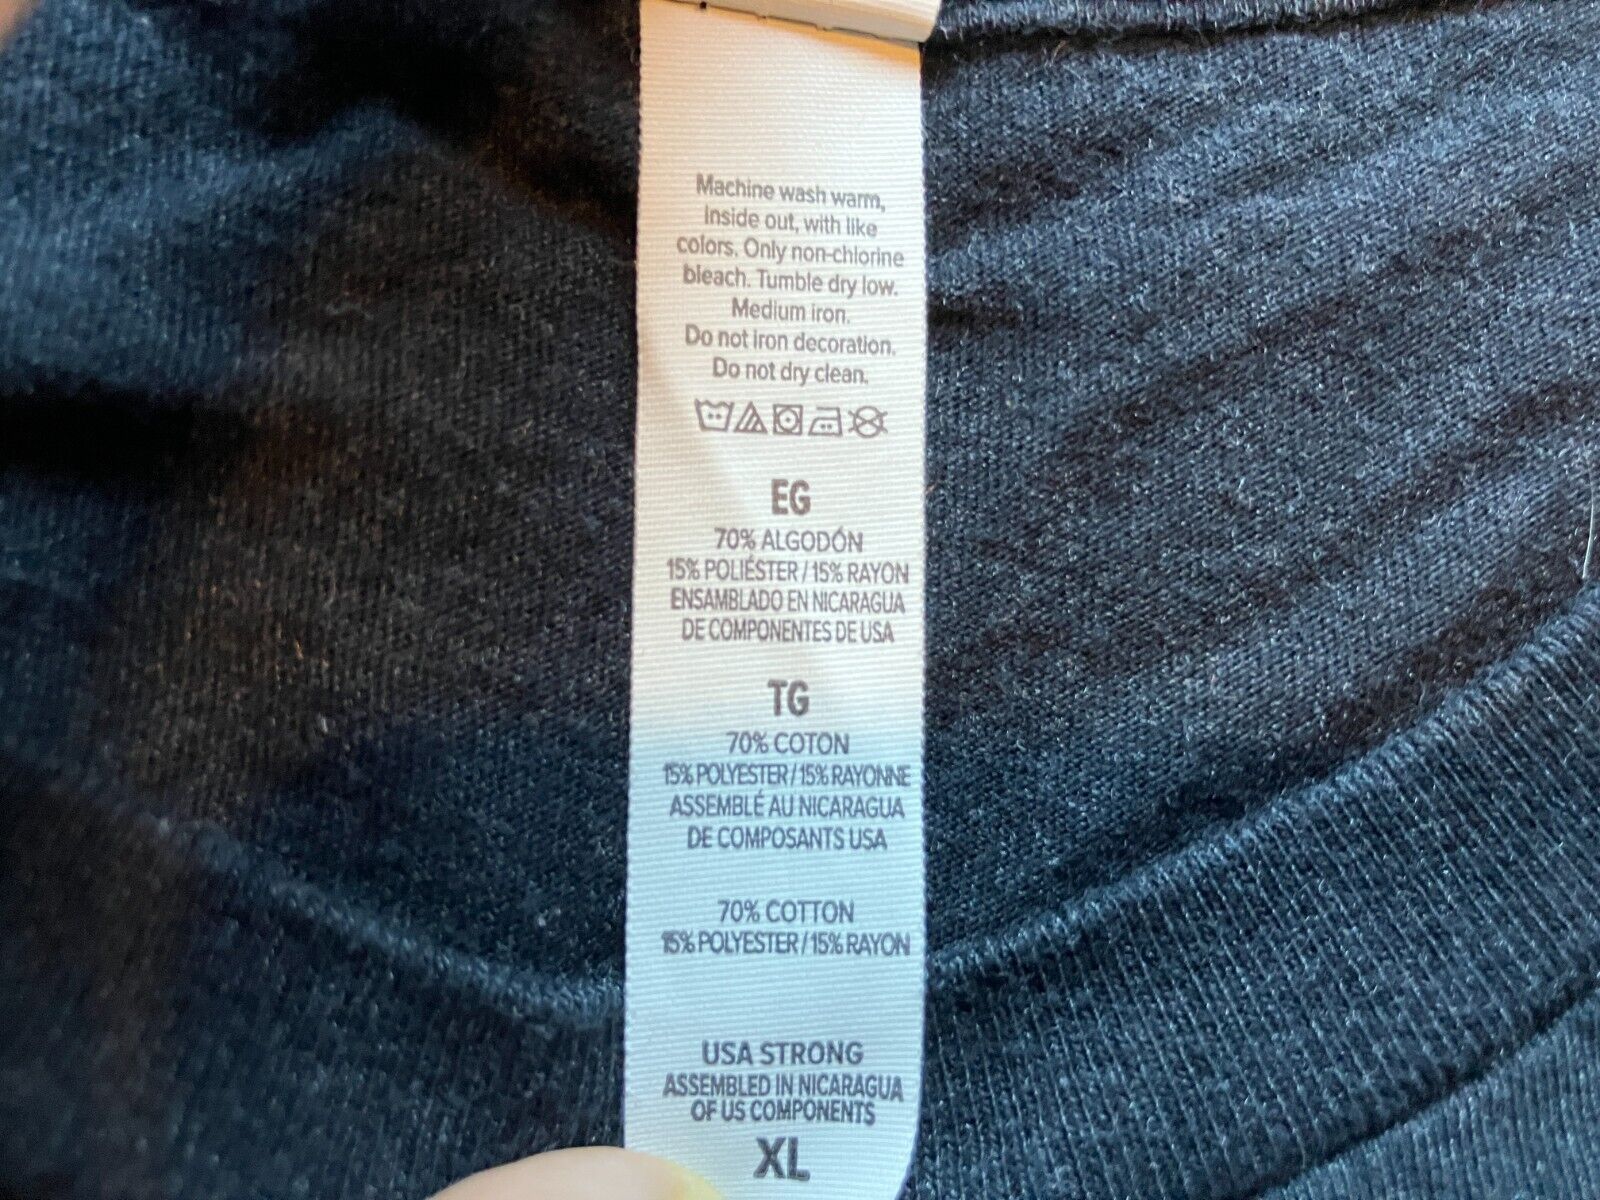 Machine wash warm,
Inside out, with like
colors. Only non-chlorine
bleach. Tumble dry low.
Medium iron.
Do not iron decoration.
Do not dry clean.
EG
70% ALGODÓN
15% POLIÉSTER / 15% RAYON
ENSAMBLADO EN NICARAGUA
DE COMPONENTES DE USA
TG
70% COTON
15% POLYESTER / 15% RAYONNE
ASSEMBLÉ AU NICARAGUA
DE COMPOSANTS USA
70% COTTON
15% POLYESTER / 15% RAYON
USA STRONG
ASSEMBLED IN NICARAGUA
OF US COMPONENTS
XL